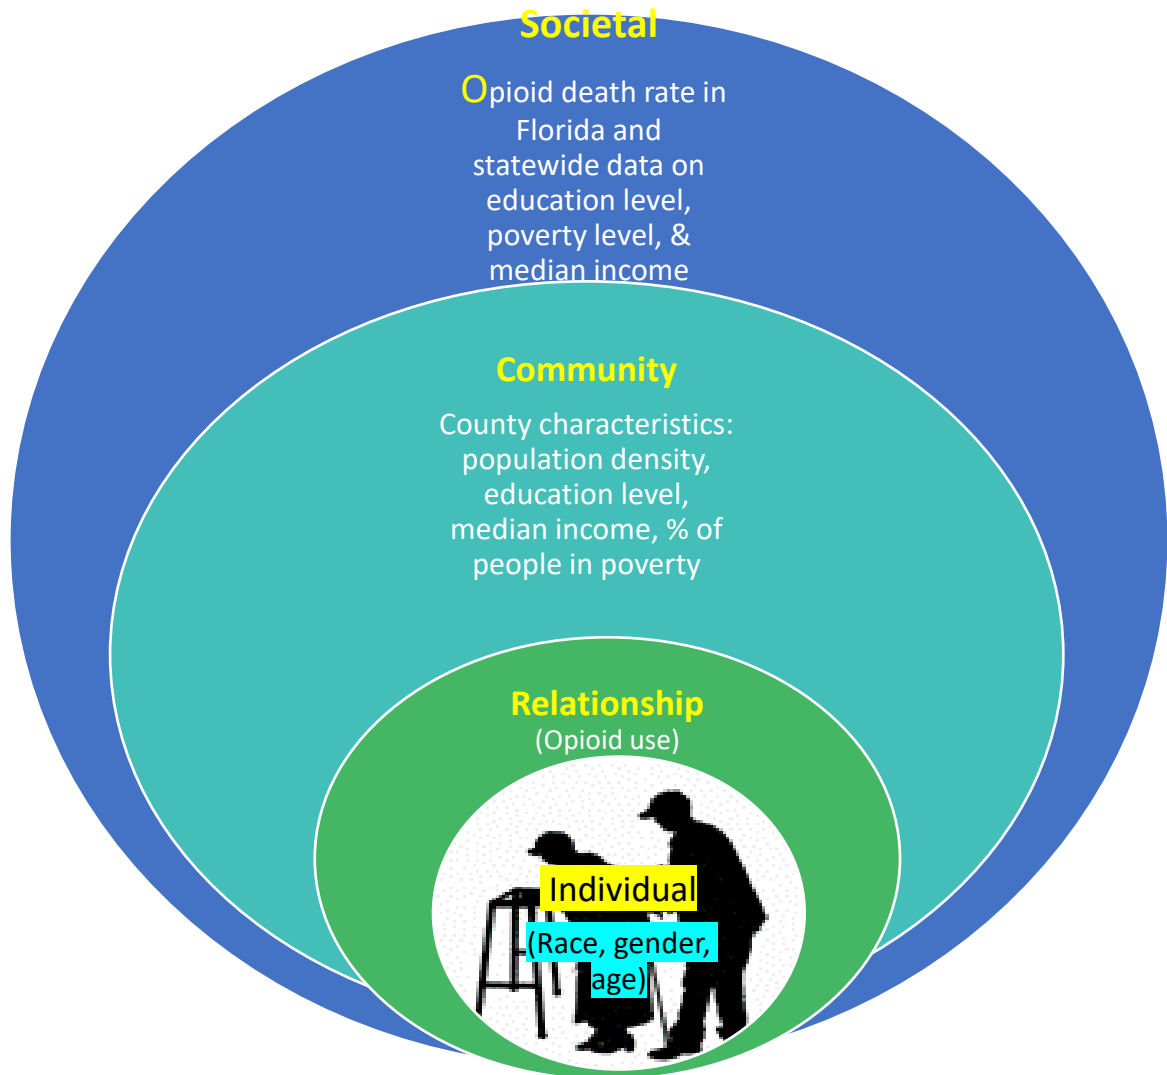 Societal
Opioid death rate in
Florida and
statewide data on
education level,
poverty level, &
median income
Community
County characteristics:
population density,
education level,
median income, % of
people in poverty
Relationship
(Opioid use)
Individual
(Race, gender,
age)